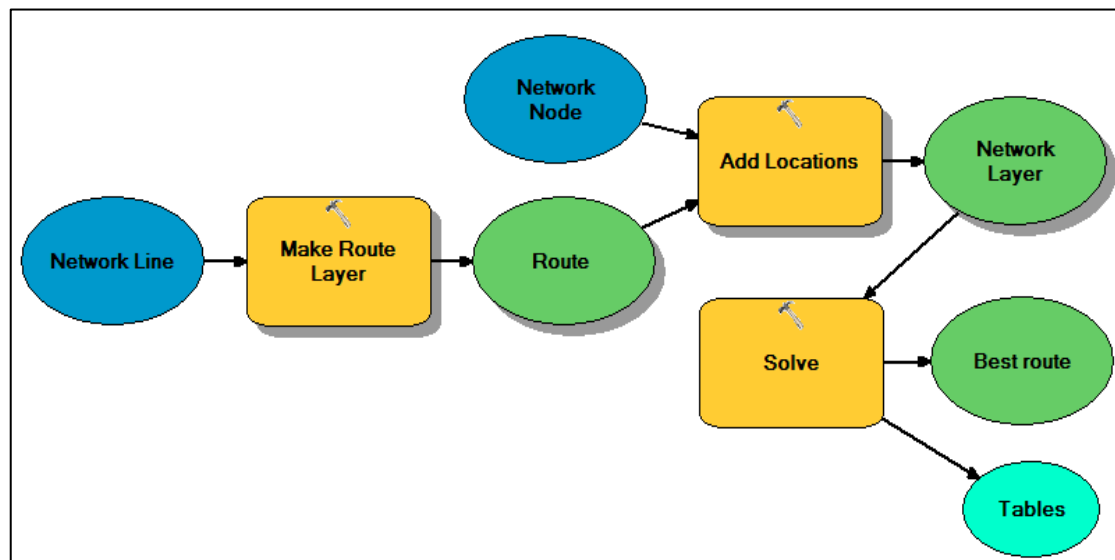 Network
Node
Add Locations
Network
Layer
Network Line
Make Route
Layer
Route
Solve
Best route
Tables